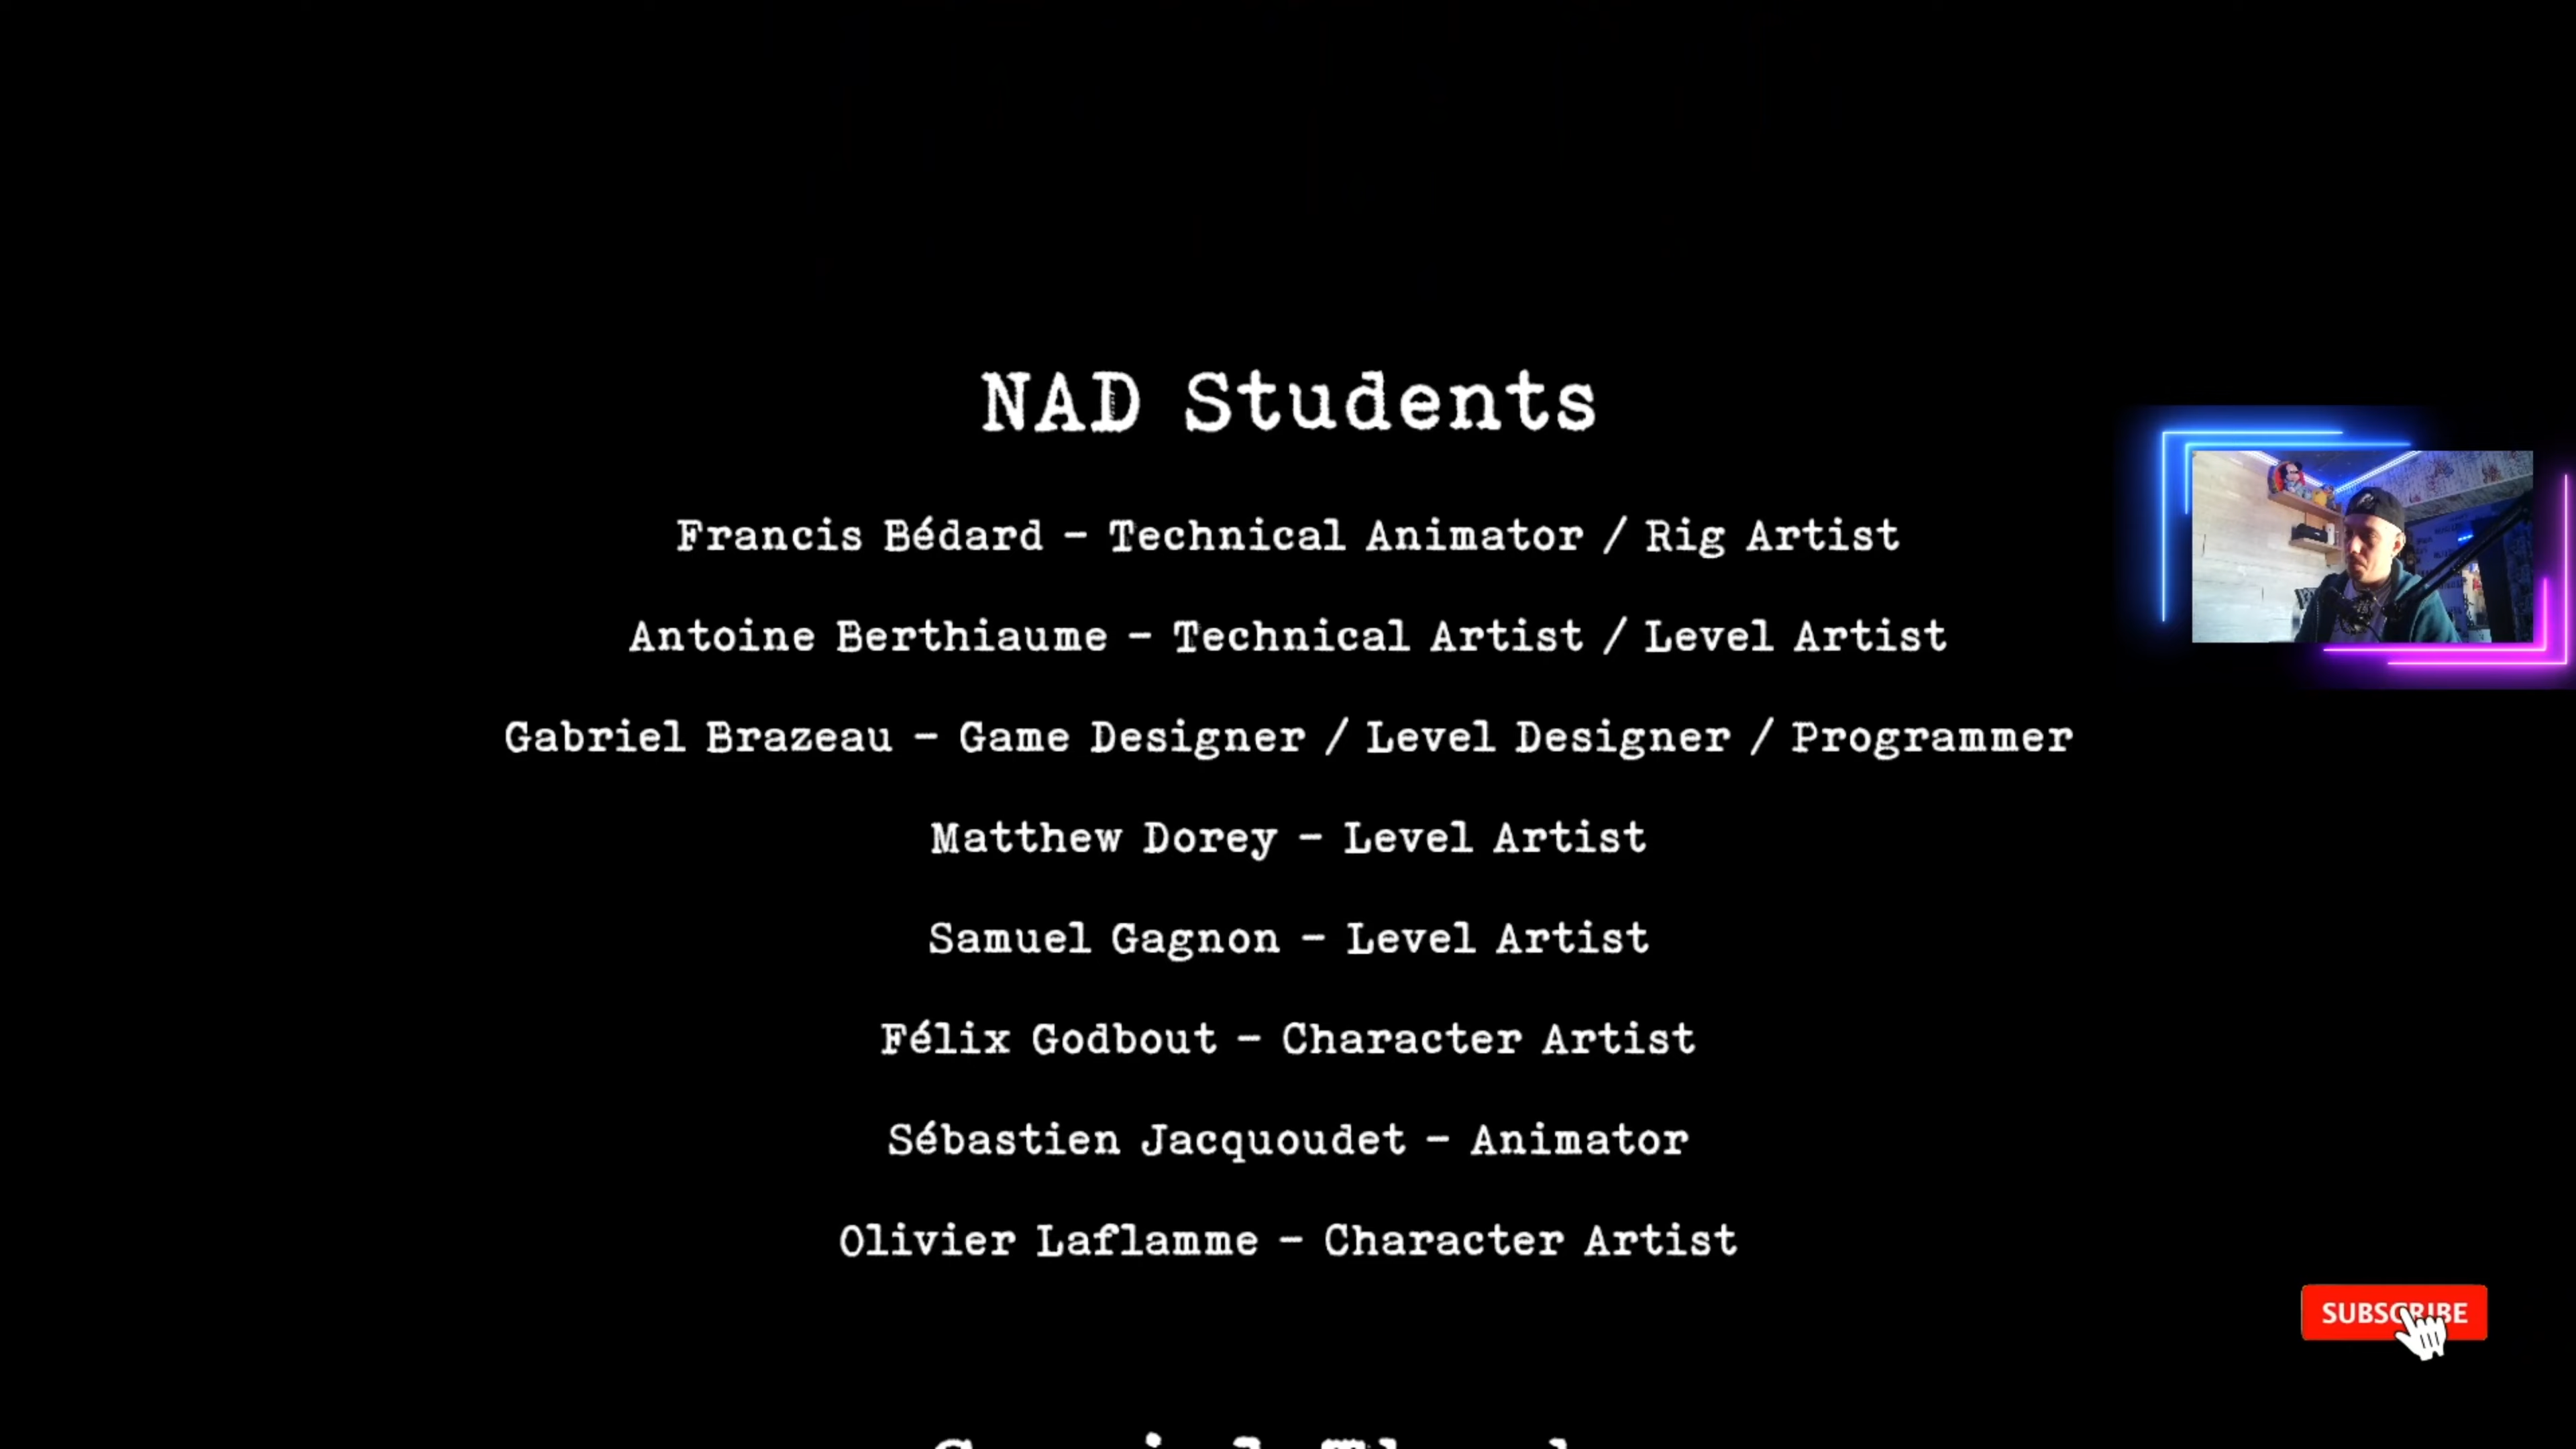 NAD Students
Francis Bédard - Technical Animator / Rig Artist
Antoine Berthiaume - Technical Artist / Level Artist
Gabriel Brazeau - Game Designer / Level Designer / Programmer
Matthew Dorey - Level Artist
Samuel Gagnon - Level Artist
Félix Godbout - Character Artist
Sébastien Jacquoudet - Animator
Olivier Laflamme - Character Artist
SUBSCRIBE